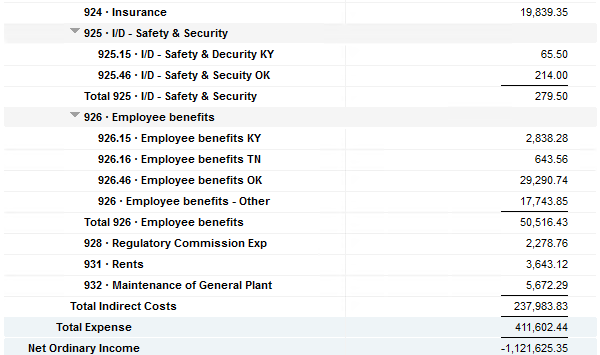 924 · Insurance 19,839.35
925 · I/D - Safety & Security
925.15 · I/D - Safety & Decurity KY 65.50
925.46 · I/D - Safety & Secuity OK 214.00
Total 925 · I/D - Safety & Security 279.50
926 · Employee benefits
926.15 · Employee benefits KY 2,838.28
926.16 · Employee benefits TN 643.56
926.46 · Employee benefits OK 29,290.74
926 · Employee benefits - Other 17,743.85
Total 926 · Employee benefits 50,516.43
928 · Regulatory Commission Exp 2,278.76
931 · Rents 3,643.12
932 · Maintenance of General Plant 5,672.29
Total Indirect Costs 237,983.83
Total Expense 411,602.44
Net Ordinary Income -1,121,625.35